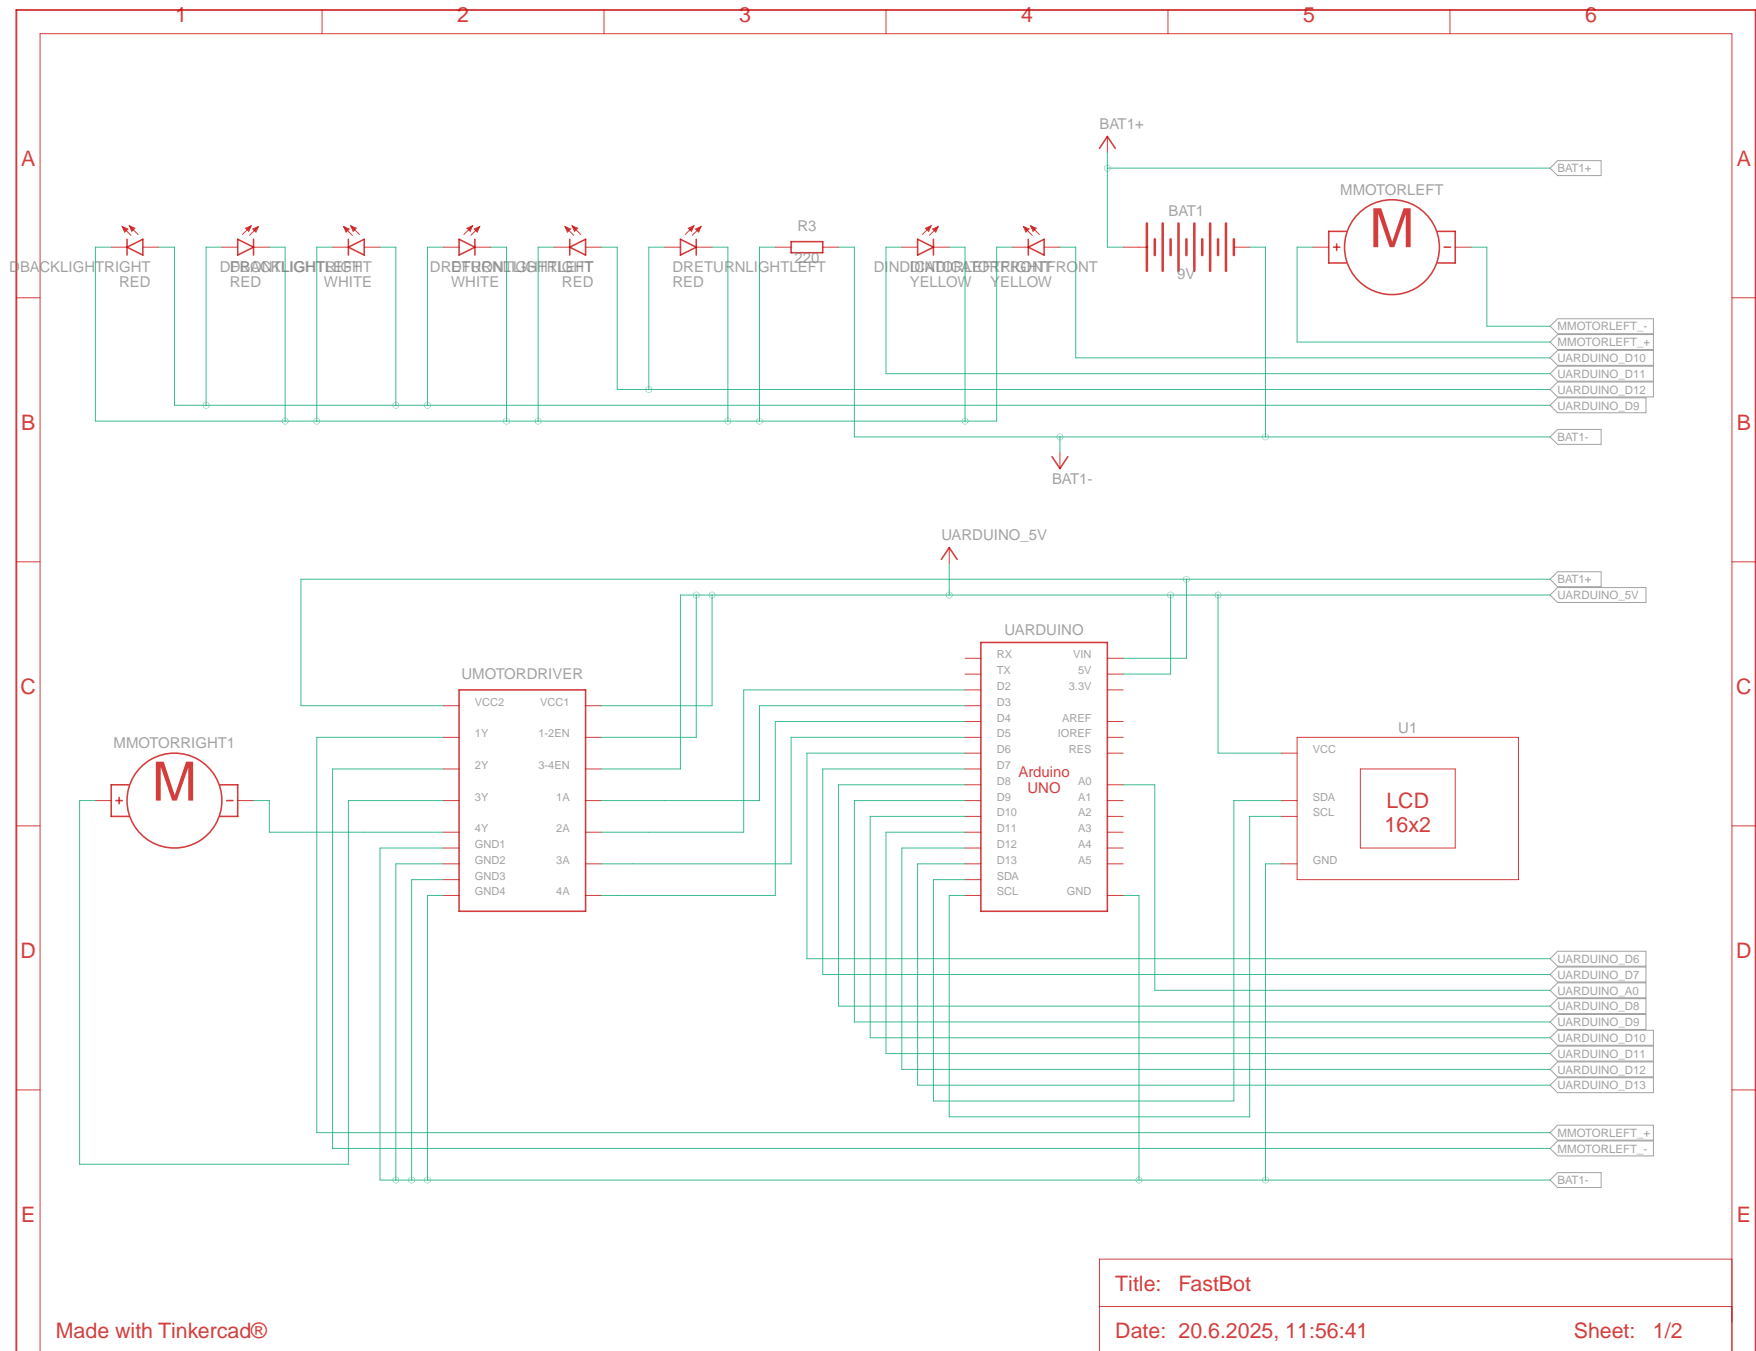 1 2 3 4 5 6
A A
BAT1+
BAT1+
MMOTORLEFT
M
+ -
R3
220
BAT1
9V
DBACKLIGHTRIGHT
RED
RED
WHITE
WHITE
RED
DRETURNLIGHTLEFT
RED
YELLOW
YELLOW
MMOTORLEFT_-
MMOTORLEFT_+
UARDUINO_D10
UARDUINO_D11
UARDUINO_D12
UARDUINO_D9
B B
BAT1-
BAT1-
UARDUINO_5V
BAT1+
UARDUINO_5V
C C
UMOTORDRIVER
VCC2 VCC1
1Y 1-2EN
2Y 3-4EN
3Y 1A
4Y 2A
GND1
GND2 3A
GND3
GND4 4A
MMOTORRIGHT1
M
+ -
UARDUINO
RX VIN
TX 5V
D2 3.3V
D3
D4 AREF
D5 IOREF
D6 RES
D7
D8 A0
D9 A1
D10 A2
D11 A3
D12 A4
D13 A5
SDA
SCL GND
Arduino
UNO
U1
VCC
SDA
SCL
GND
LCD
16x2
D D
UARDUINO_D6
UARDUINO_D7
UARDUINO_A0
UARDUINO_D8
UARDUINO_D9
UARDUINO_D10
UARDUINO_D11
UARDUINO_D12
UARDUINO_D13
MMOTORLEFT_+
MMOTORLEFT_-
BAT1-
E E
Title: FastBot
Made with Tinkercad®
Date: 20.6.2025, 11:56:41 Sheet: 1/2